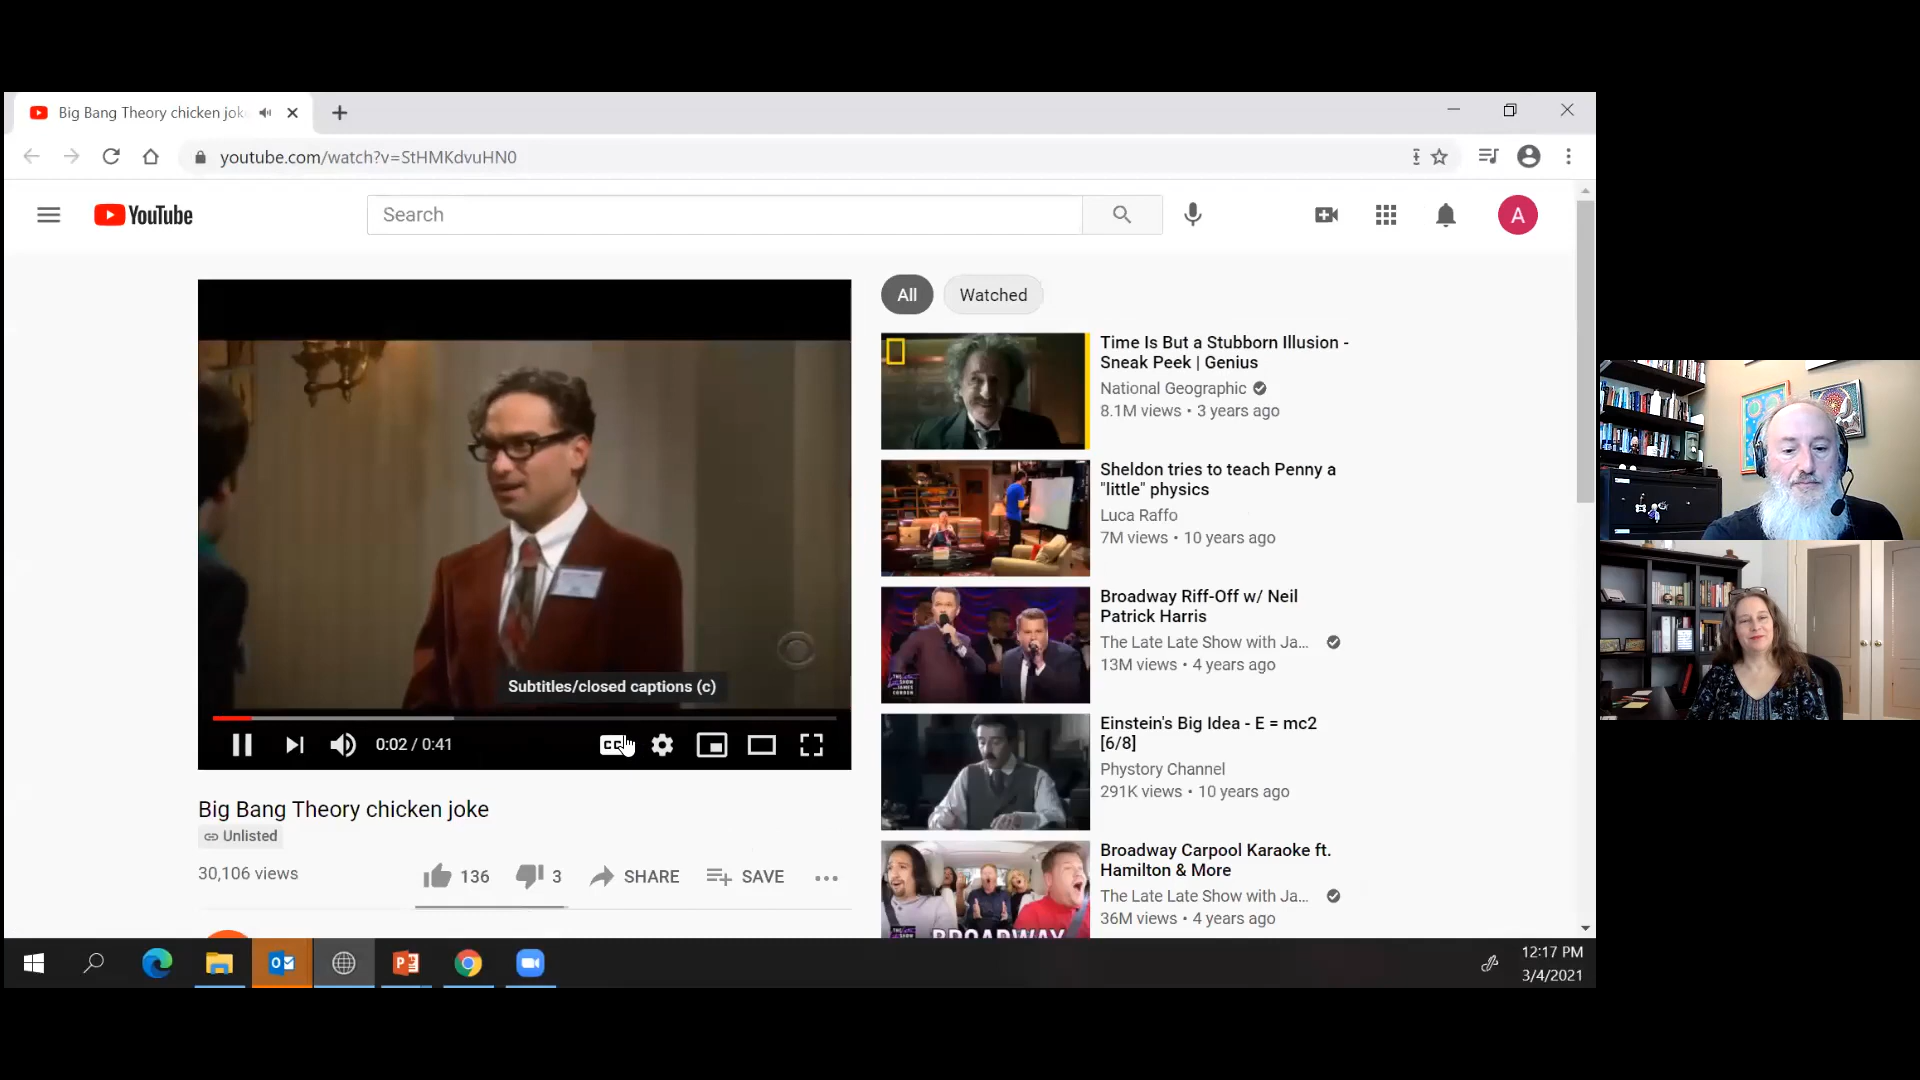 Big Bang Theory chicken jok
youtube.com/watch?v=StHMKdvuHN0
YouTube
Search
A
All
Watched
Time Is But a Stubborn Illusion -
Sneak Peek | Genius
National Geographic
8.1M views • 3 years ago
Sheldon tries to teach Penny a
"little" physics
Luca Raffo
7M views • 10 years ago
Broadway Riff-Off w/ Neil
Patrick Harris
The Late Late Show with Ja...
13M views • 4 years ago
Einstein's Big Idea - E = mc2
[6/8]
Phystory Channel
291K views • 10 years ago
Broadway Carpool Karaoke ft.
Hamilton & More
The Late Late Show with Ja...
36M views • 4 years ago
BROADWAY
Subtitles/closed captions (c)
0:02 / 0:41
CC
Big Bang Theory chicken joke
Unlisted
30,106 views
136
3
SHARE
SAVE
12:17 PM
3/4/2021